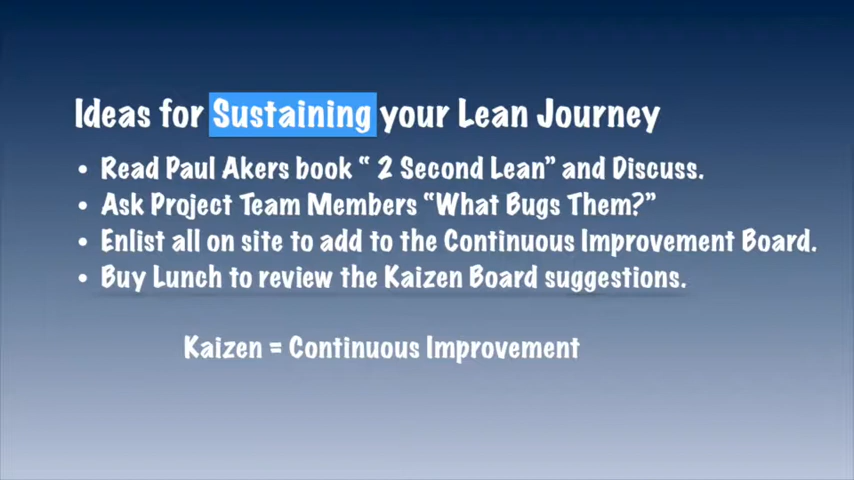 Ideas for Sustaining your Lean Journey
• Read Paul Akers book “ 2 Second Lean” and Discuss.
• Ask Project Team Members “What Bugs Them?”
• Enlist all on site to add to the Continuous Improvement Board.
• Buy Lunch to review the Kaizen Board suggestions.
Kaizen = Continuous Improvement